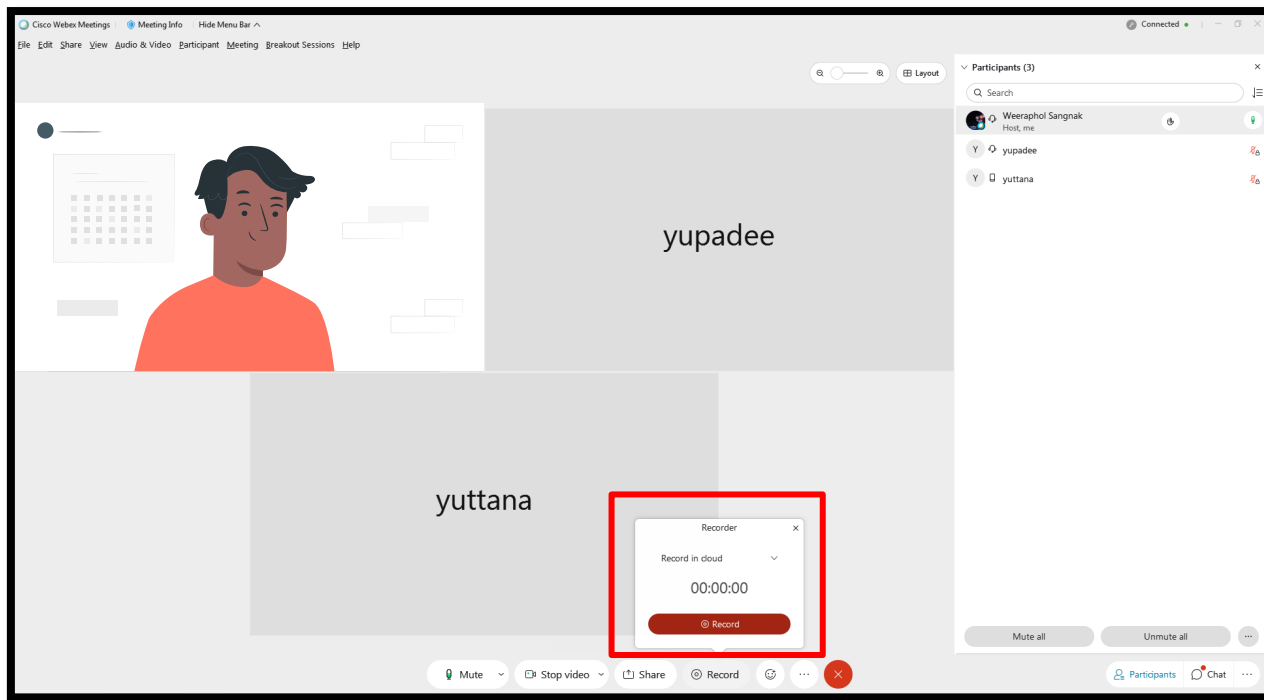 Cisco Webex Meetings Meeting Info Hide Menu Bar Connected
File Edit Share View Audio & Video Participant Meeting Breakout Sessions Help
Layout
Participants (3)
Search
Weeraphol Sangnak
Host, me
Y yupadee
Y yuttana
yupadee
yuttana
Recorder
Record in cloud
00:00:00
Record
Mute all Unmute all
Mute Stop video Share Record Participants Chat